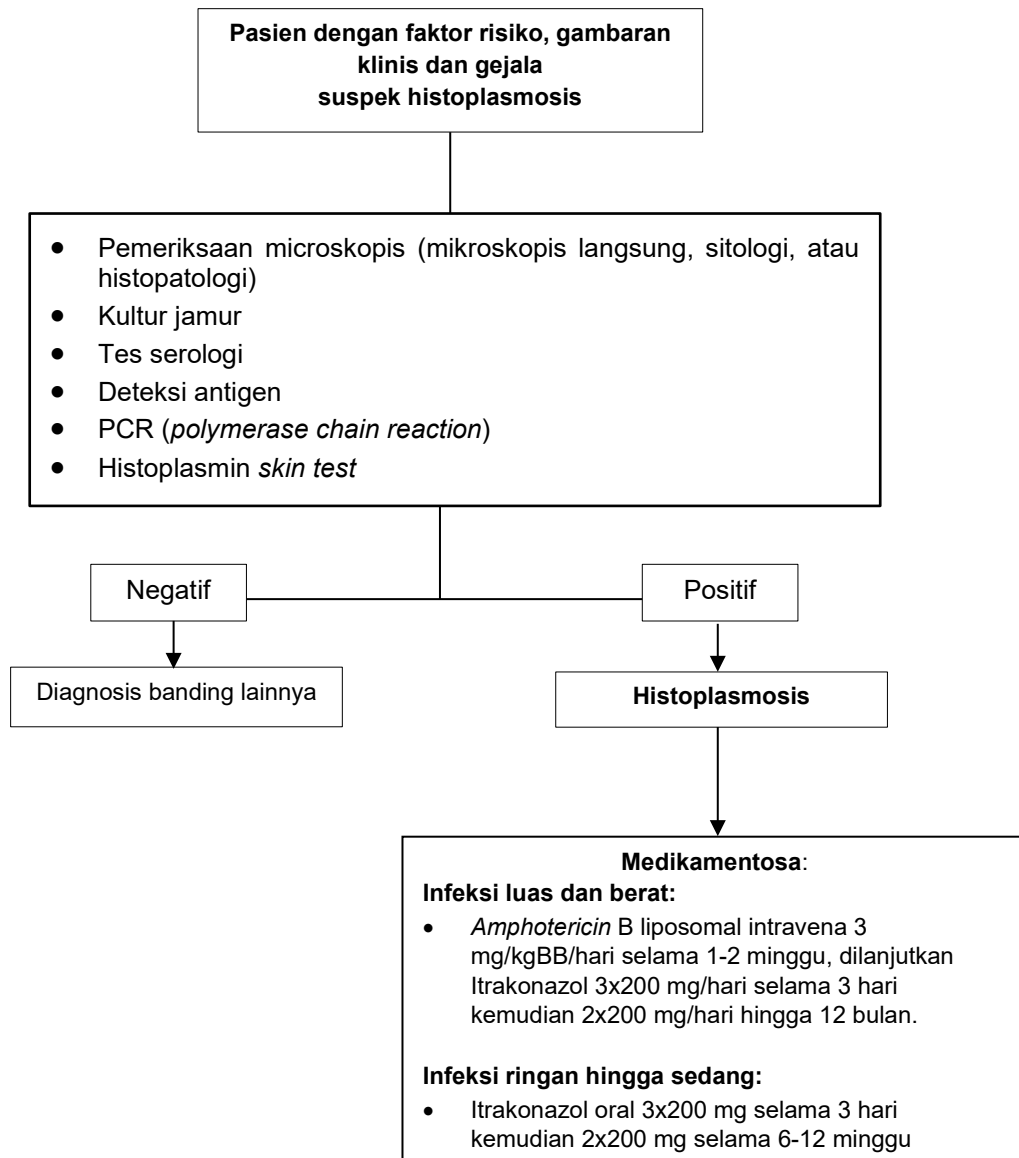 Pasien dengan faktor risiko, gambaran
klinis dan gejala
suspek histoplasmosis
• Pemeriksaan microskopis (mikroskopis langsung, sitologi, atau
histopatologi)
• Kultur jamur
• Tes serologi
• Deteksi antigen
• PCR (polymerase chain reaction)
• Histoplasmin skin test
Negatif
Positif
Diagnosis banding lainnya
Histoplasmosis
Medikamentosa:
Infeksi luas dan berat:
• Amphotericin B liposomal intravena 3
mg/kgBB/hari selama 1-2 minggu, dilanjutkan
Itrakonazol 3x200 mg/hari selama 3 hari
kemudian 2x200 mg/hari hingga 12 bulan.
Infeksi ringan hingga sedang:
• Itrakonazol oral 3x200 mg selama 3 hari
kemudian 2x200 mg selama 6-12 minggu